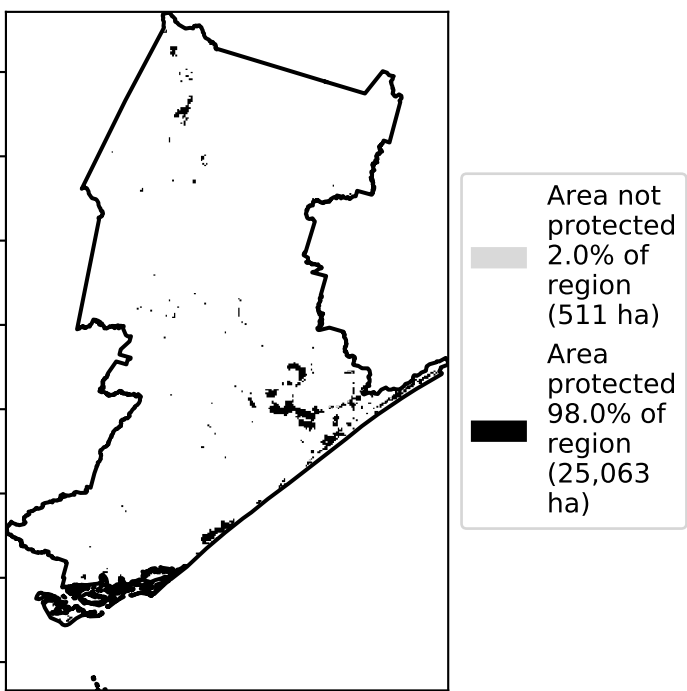 Area not
protected
2.0% of
region
(511 ha)
Area
protected
98.0% of
region
(25,063
ha)